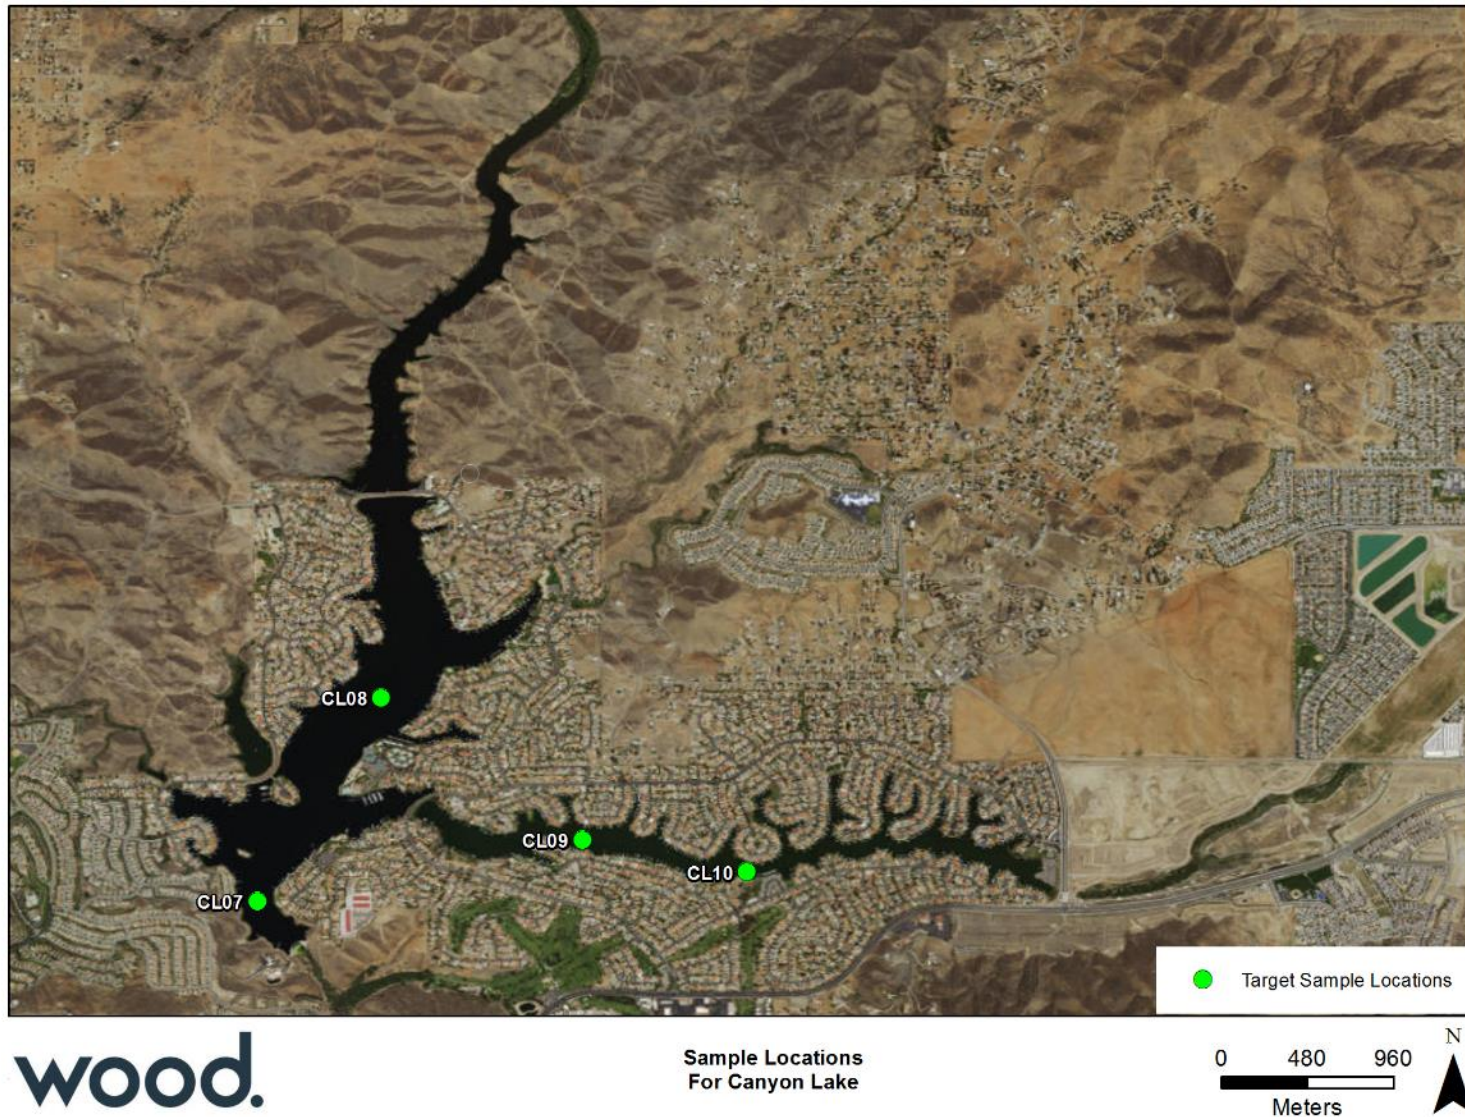 CL08
CL09
CL10
CL07
Target Sample Locations
wood.
Sample Locations
For Canyon Lake
N
0 480 960
Meters